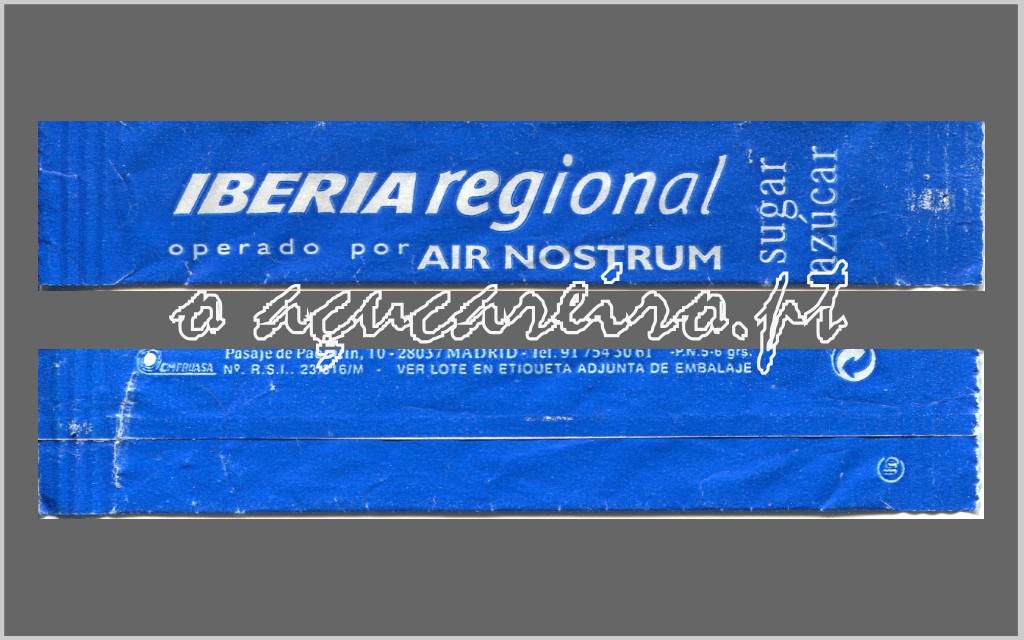 IBERIA regional
operado por AIR NOSTRUM
sugar
azúcar
a açucareira.pt
Pasaje de 10 - 28037 MADRID - Tel. 91 754 30 61 -P.N. 5-6 grs.
Nº. R.S.I.. /M - VER LOTE EN ETIQUETA ADJUNTA DE EMBALAJE